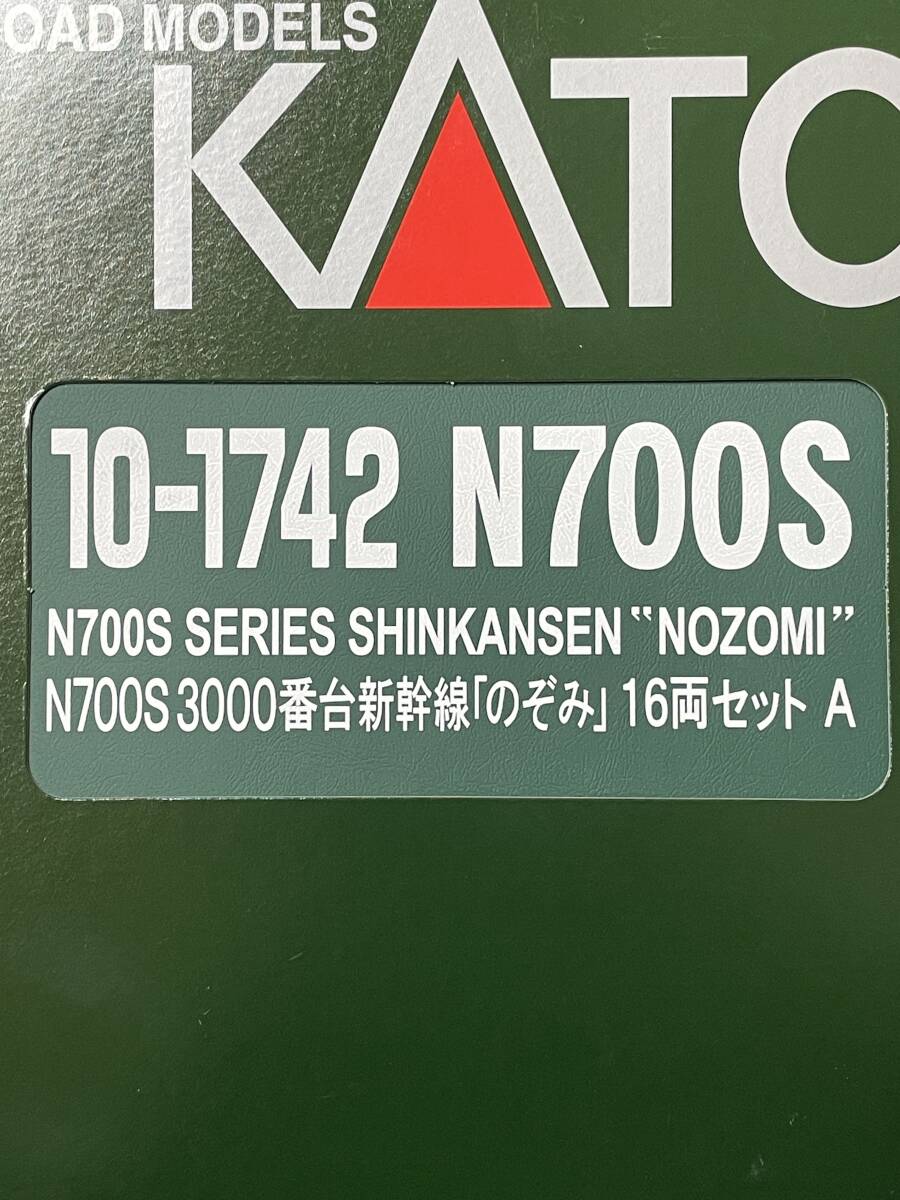 OAD MODELS
KATO
10-1742 N700S
N700S SERIES SHINKANSEN “NOZOMI”
N700S 3000番台新幹線「のぞみ」 16両セット A